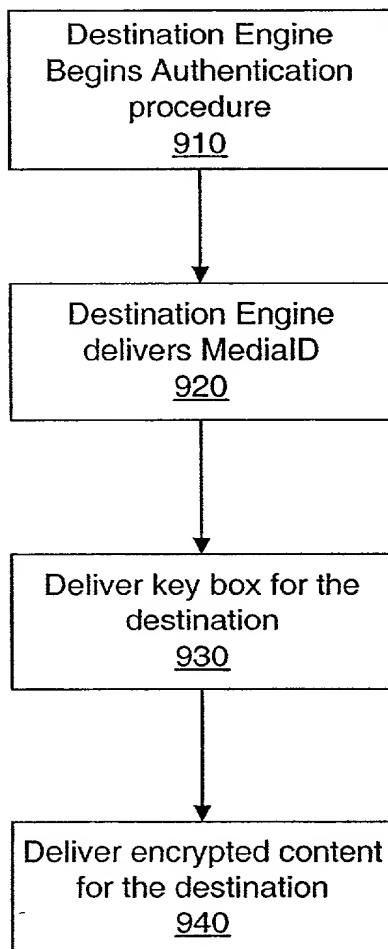 Destination Engine
Begins Authentication
procedure
910
Destination Engine
delivers MediaID
920
Deliver key box for the
destination
930
Deliver encrypted content
for the destination
940